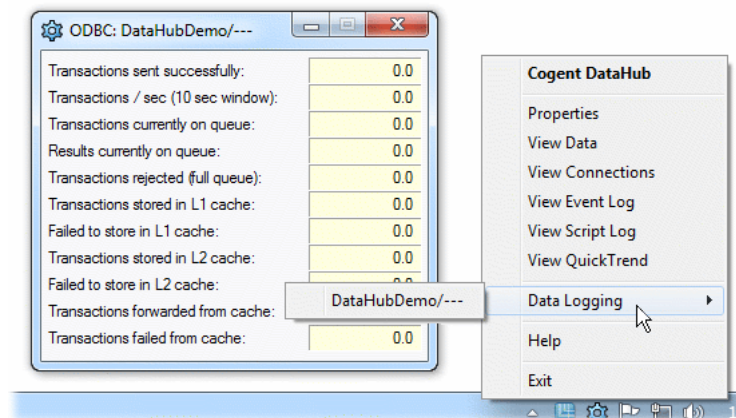 ODBC: DataHubDemo/---
Transactions sent successfully: 0.0
Transactions / sec (10 sec window): 0.0
Transactions currently on queue: 0.0
Results currently on queue: 0.0
Transactions rejected (full queue): 0.0
Transactions stored in L1 cache: 0.0
Failed to store in L1 cache: 0.0
Transactions stored in L2 cache: 0.0
Failed to store in L2 cache:
Transactions forwarded from cache:
Transactions failed from cache: 0.0
DataHubDemo/---
Cogent DataHub
Properties
View Data
View Connections
View Event Log
View Script Log
View QuickTrend
Data Logging
Help
Exit